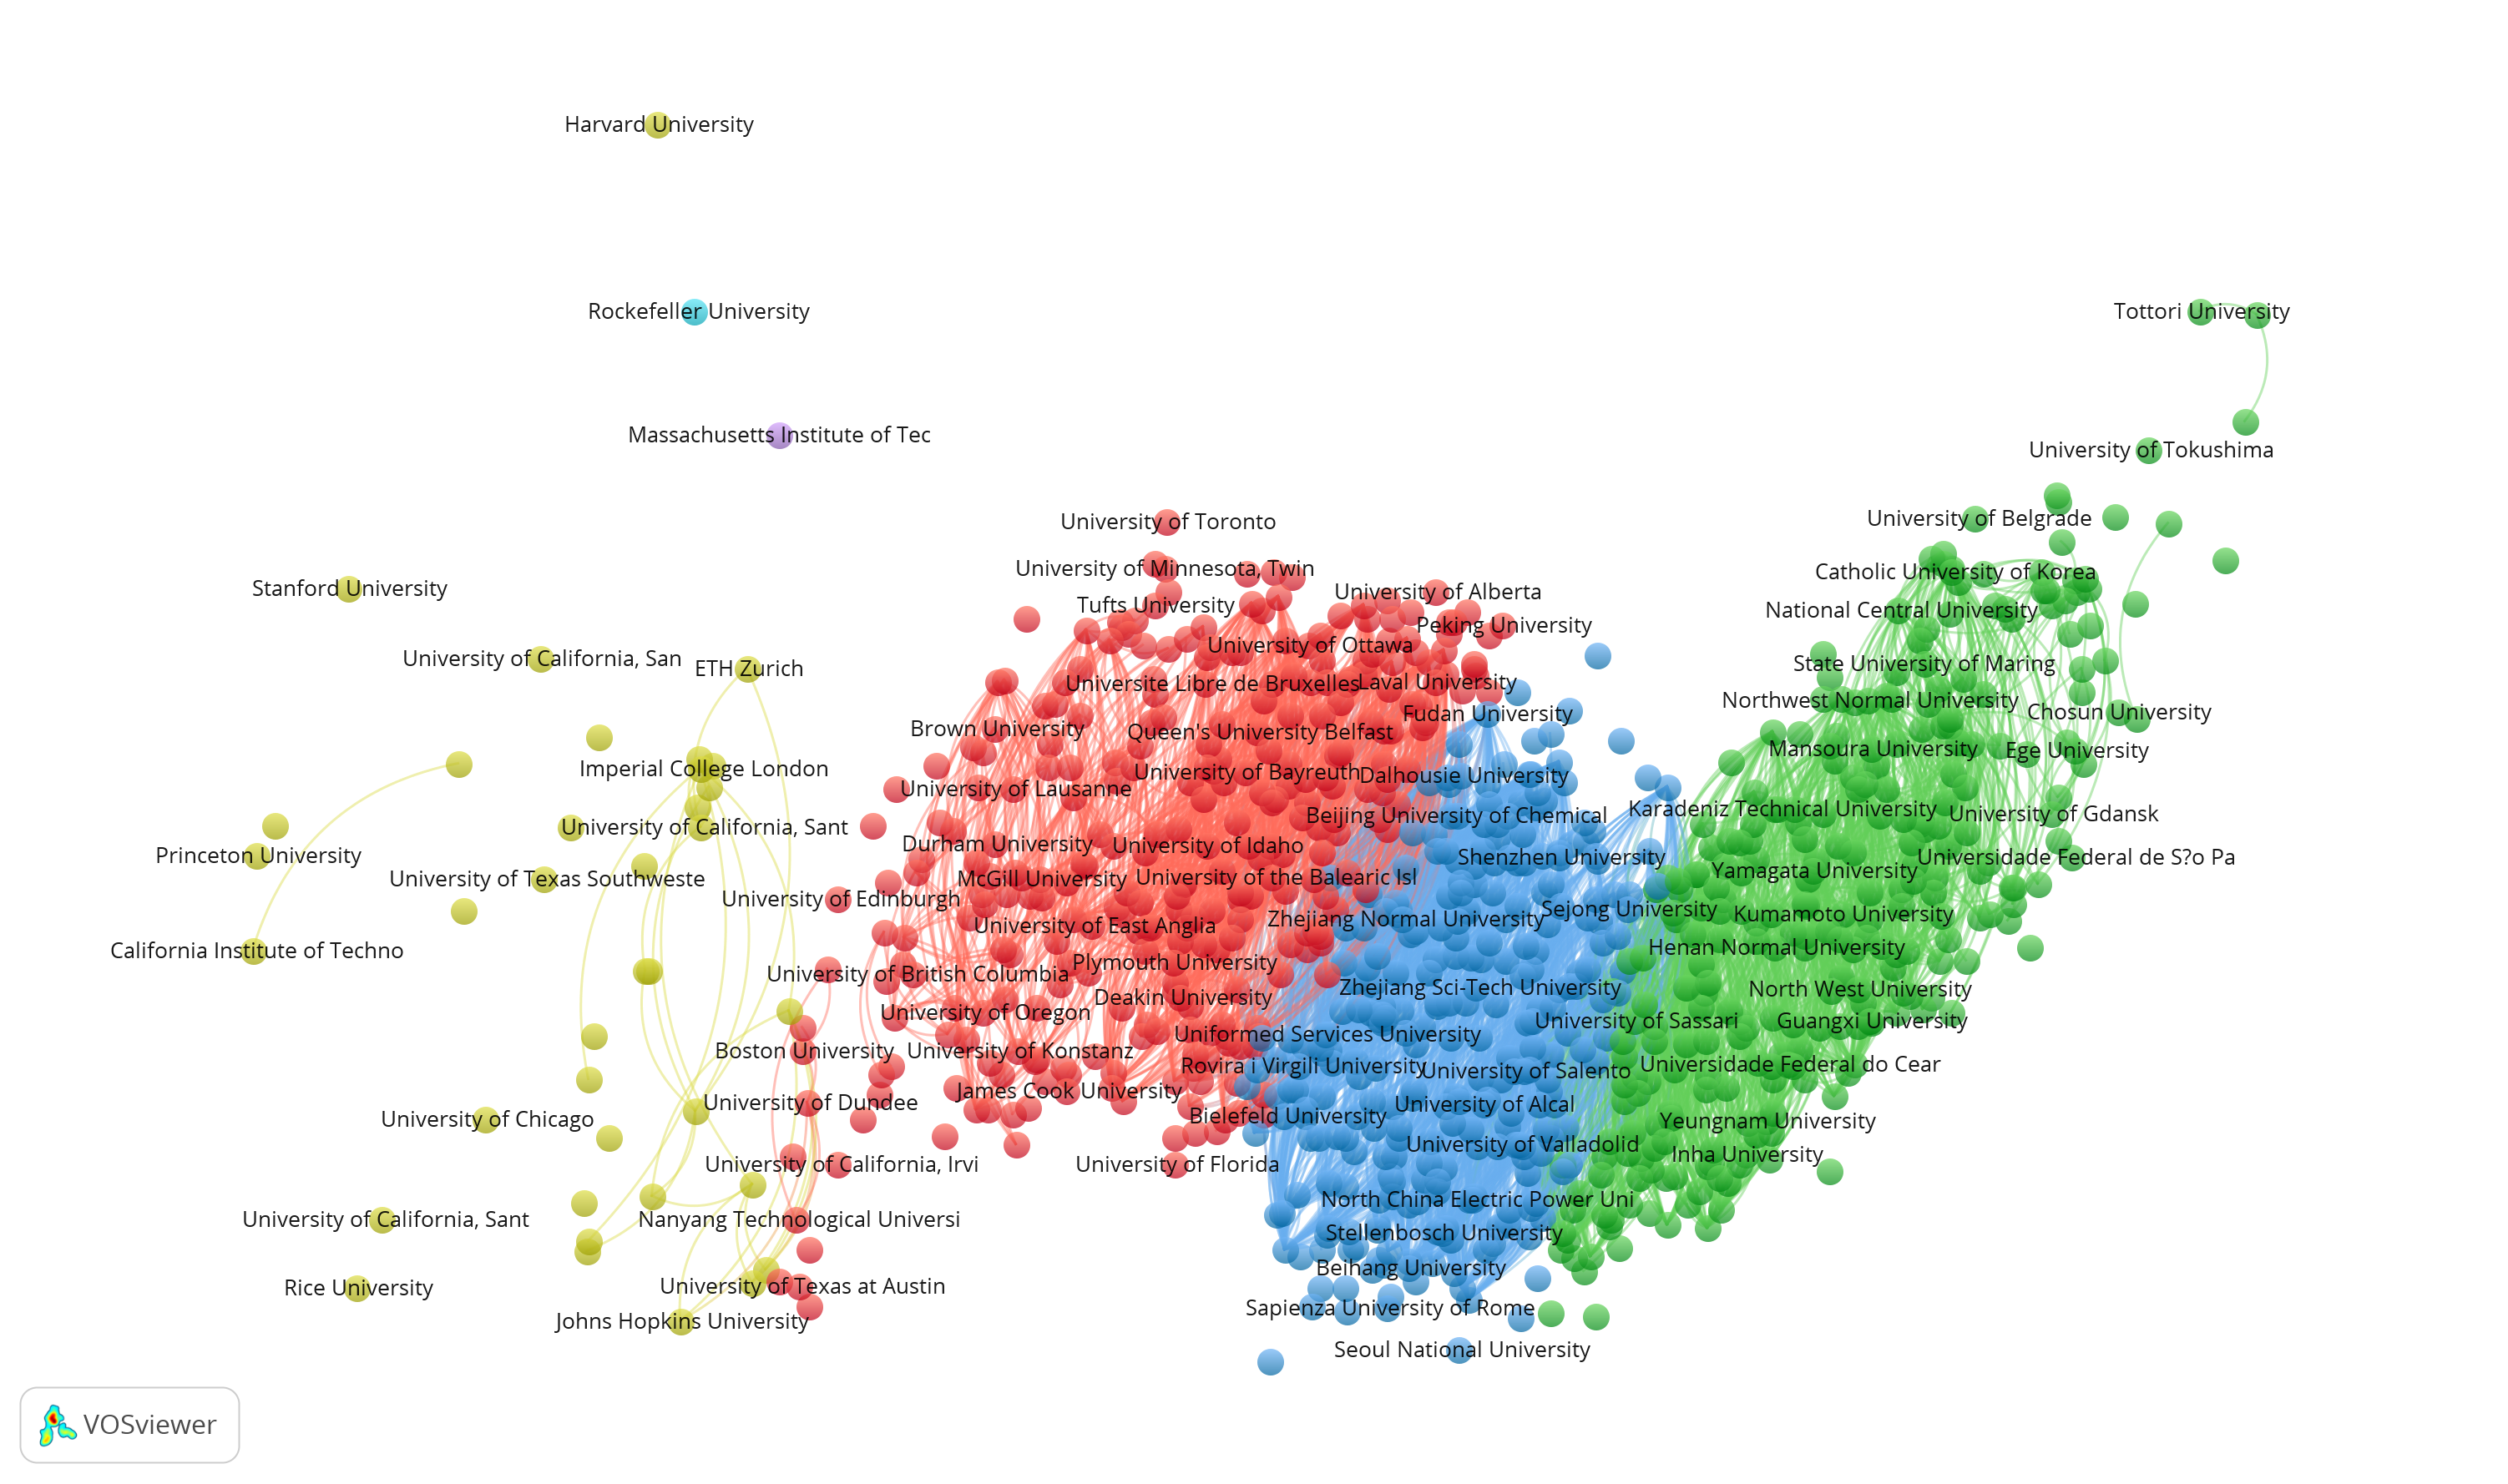 Harvard University
Rockefeller University
Tottori University
Massachusetts Institute of Tec
University of Tokushima
University of Toronto
University of Belgrade
University of Minnesota, Twin
Catholic University of Korea
Stanford University
University of Alberta
Tufts University
National Central University
Peking University
University of Ottawa
University of California, San
ETH Zurich
State University of Maring
Universite Libre de Bruxelles
Laval University
Northwest Normal University
Fudan University
Chosun University
Brown University
Queen's University Belfast
Mansoura University
Ege University
Imperial College London
University of Bayreuth
Dalhousie University
University of Lausanne
Beijing University of Chemical
Karadeniz Technical University
University of Gdansk
University of California, Sant
Durham University
University of Idaho
Princeton University
Shenzhen University
Universidade Federal de S?o Pa
Yamagata University
University of Texas Southweste
McGill University
University of the Balearic Isl
University of Edinburgh
Sejong University
Kumamoto University
Zhejiang Normal University
University of East Anglia
California Institute of Techno
Henan Normal University
Plymouth University
University of British Columbia
Zhejiang Sci-Tech University
North West University
Deakin University
University of Oregon
University of Sassari
Guangxi University
Uniformed Services University
Boston University
University of Konstanz
Rovira i Virgili University
University of Salento
Universidade Federal do Cear
James Cook University
University of Dundee
University of Alcal
Bielefeld University
University of Chicago
Yeungnam University
University of Valladolid
Inha University
University of California, Irvi
University of Florida
North China Electric Power Uni
University of California, Sant
Nanyang Technological Universi
Stellenbosch University
Beihang University
Rice University
University of Texas at Austin
Sapienza University of Rome
Johns Hopkins University
Seoul National University
VOSviewer